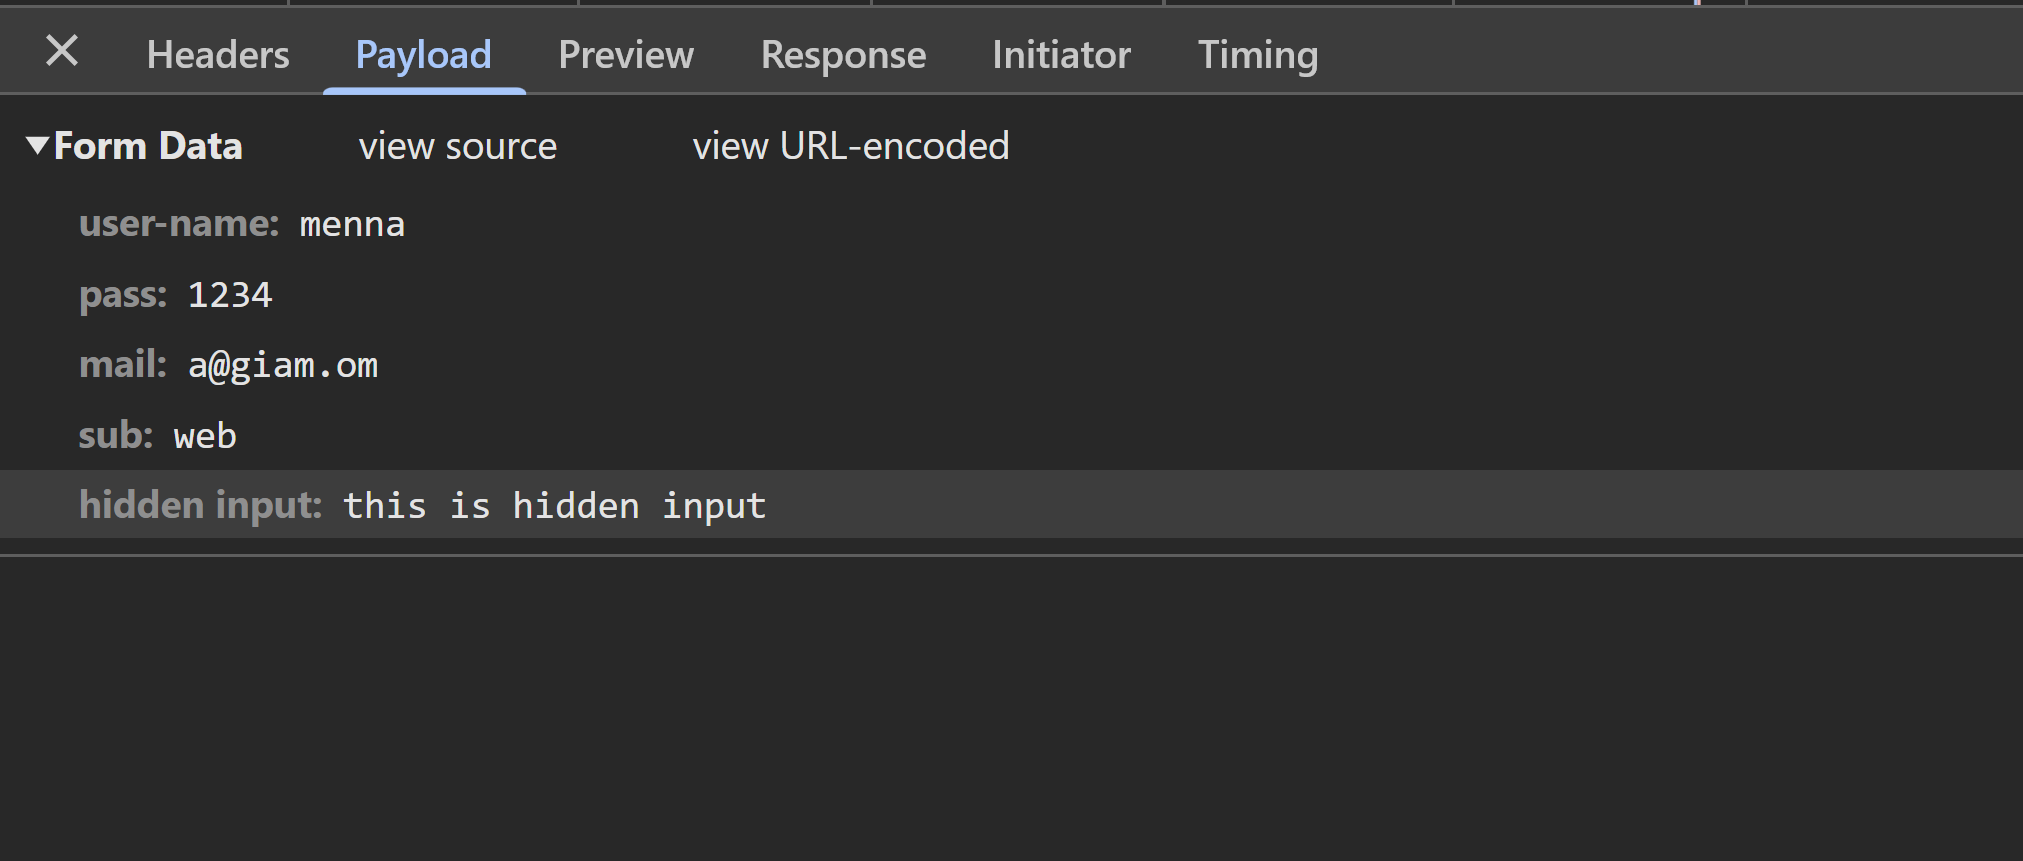 Headers Payload Preview Response Initiator Timing
Form Data view source view URL-encoded
user-name: menna
pass: 1234
mail: a@giam.om
sub: web
hidden input: this is hidden input